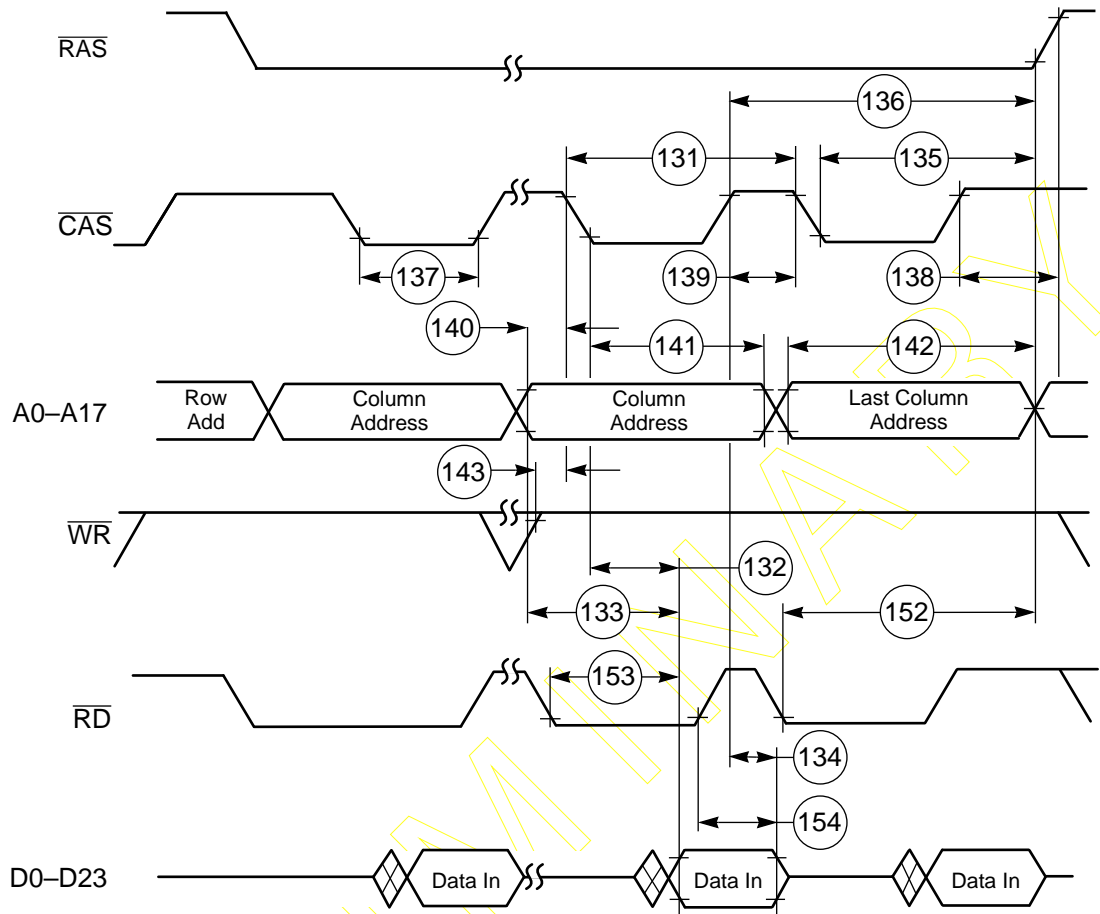 RAS
136
131
135
CAS
137
139
138
140
141
142
A0–A17
Row
Add
Column
Address
Column
Address
Last Column
Address
143
WR
132
133
152
153
RD
134
154
D0–D23
Data In
Data In
Data In